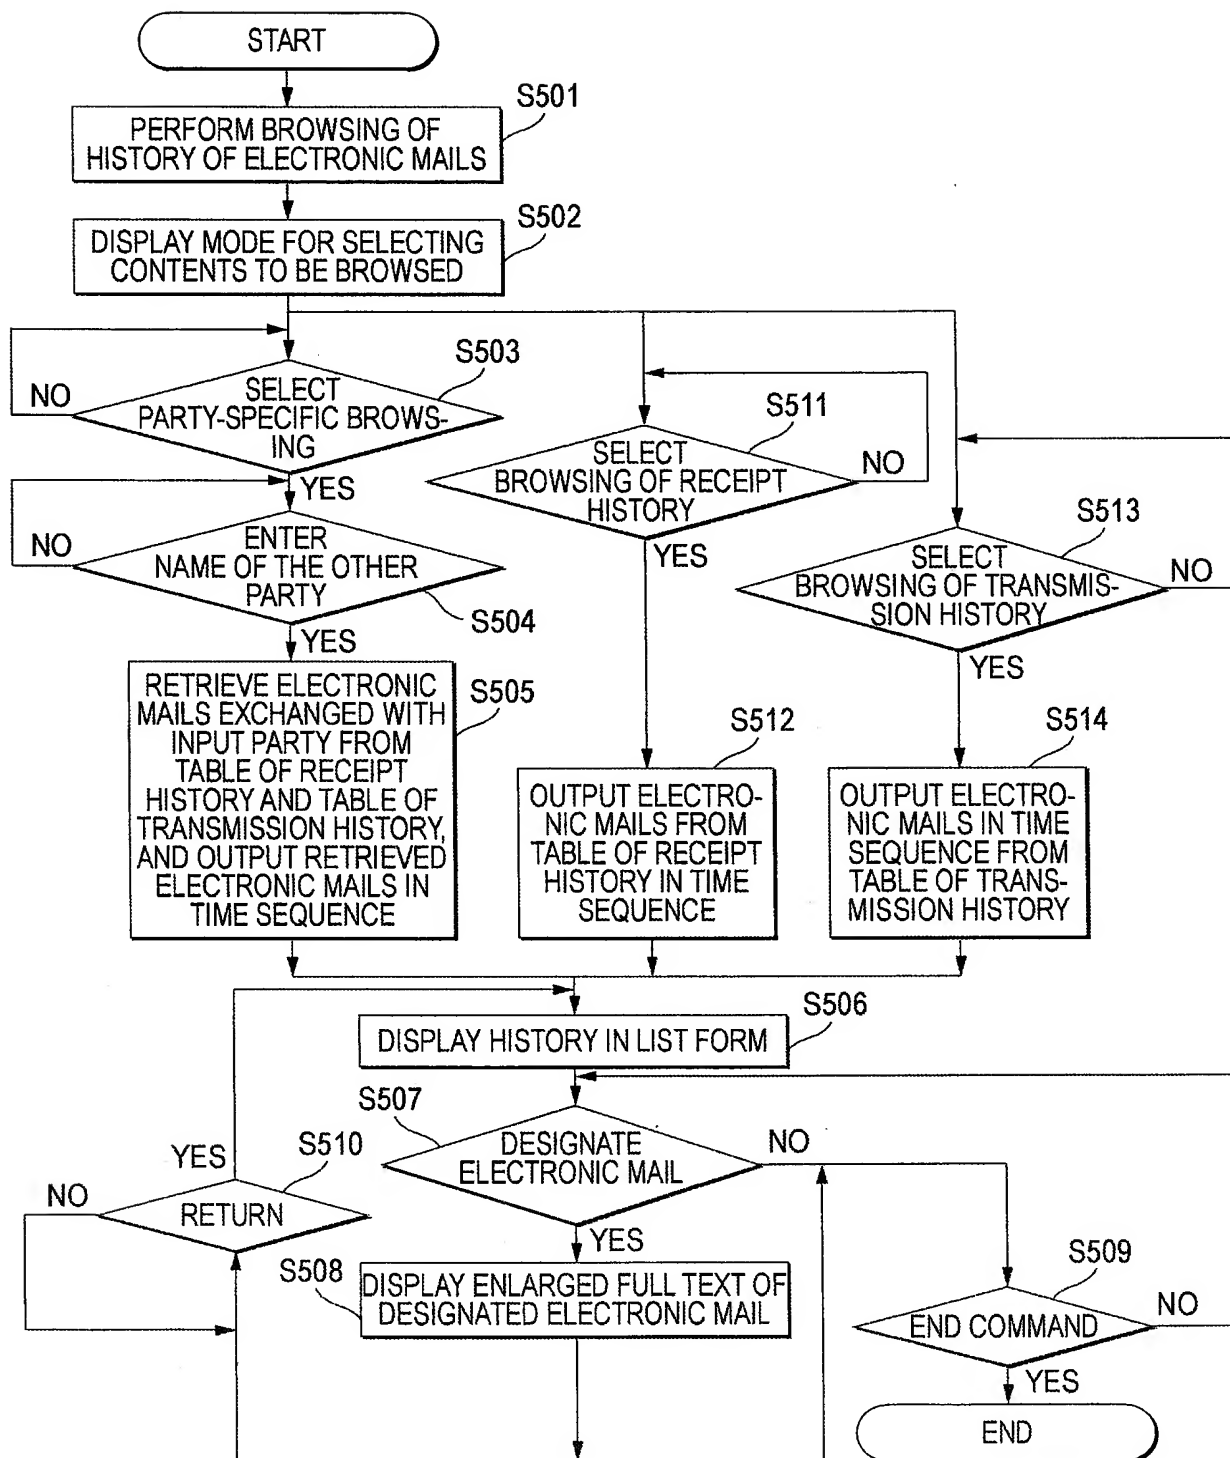 START
S501
PERFORM BROWSING OF
HISTORY OF ELECTRONIC MAILS
S502
DISPLAY MODE FOR SELECTING
CONTENTS TO BE BROWSED
S503
NO
SELECT
PARTY-SPECIFIC BROWS-
ING
YES
S511
SELECT
BROWSING OF RECEIPT
HISTORY
NO
YES
S513
SELECT
BROWSING OF TRANSMIS-
SION HISTORY
NO
YES
NO
ENTER
NAME OF THE OTHER
PARTY
S504
YES
RETRIEVE ELECTRONIC
MAILS EXCHANGED WITH
INPUT PARTY FROM
TABLE OF RECEIPT
HISTORY AND TABLE OF
TRANSMISSION HISTORY,
AND OUTPUT RETRIEVED
ELECTRONIC MAILS IN
TIME SEQUENCE
S505
S512
OUTPUT ELECTRO-
NIC MAILS FROM
TABLE OF RECEIPT
HISTORY IN TIME
SEQUENCE
S514
OUTPUT ELECTRO-
NIC MAILS IN TIME
SEQUENCE FROM
TABLE OF TRANS-
MISSION HISTORY
S506
DISPLAY HISTORY IN LIST FORM
S507
DESIGNATE
ELECTRONIC MAIL
NO
YES
S510
YES
NO
RETURN
S508
DISPLAY ENLARGED FULL TEXT OF
DESIGNATED ELECTRONIC MAIL
S509
END COMMAND
NO
YES
END